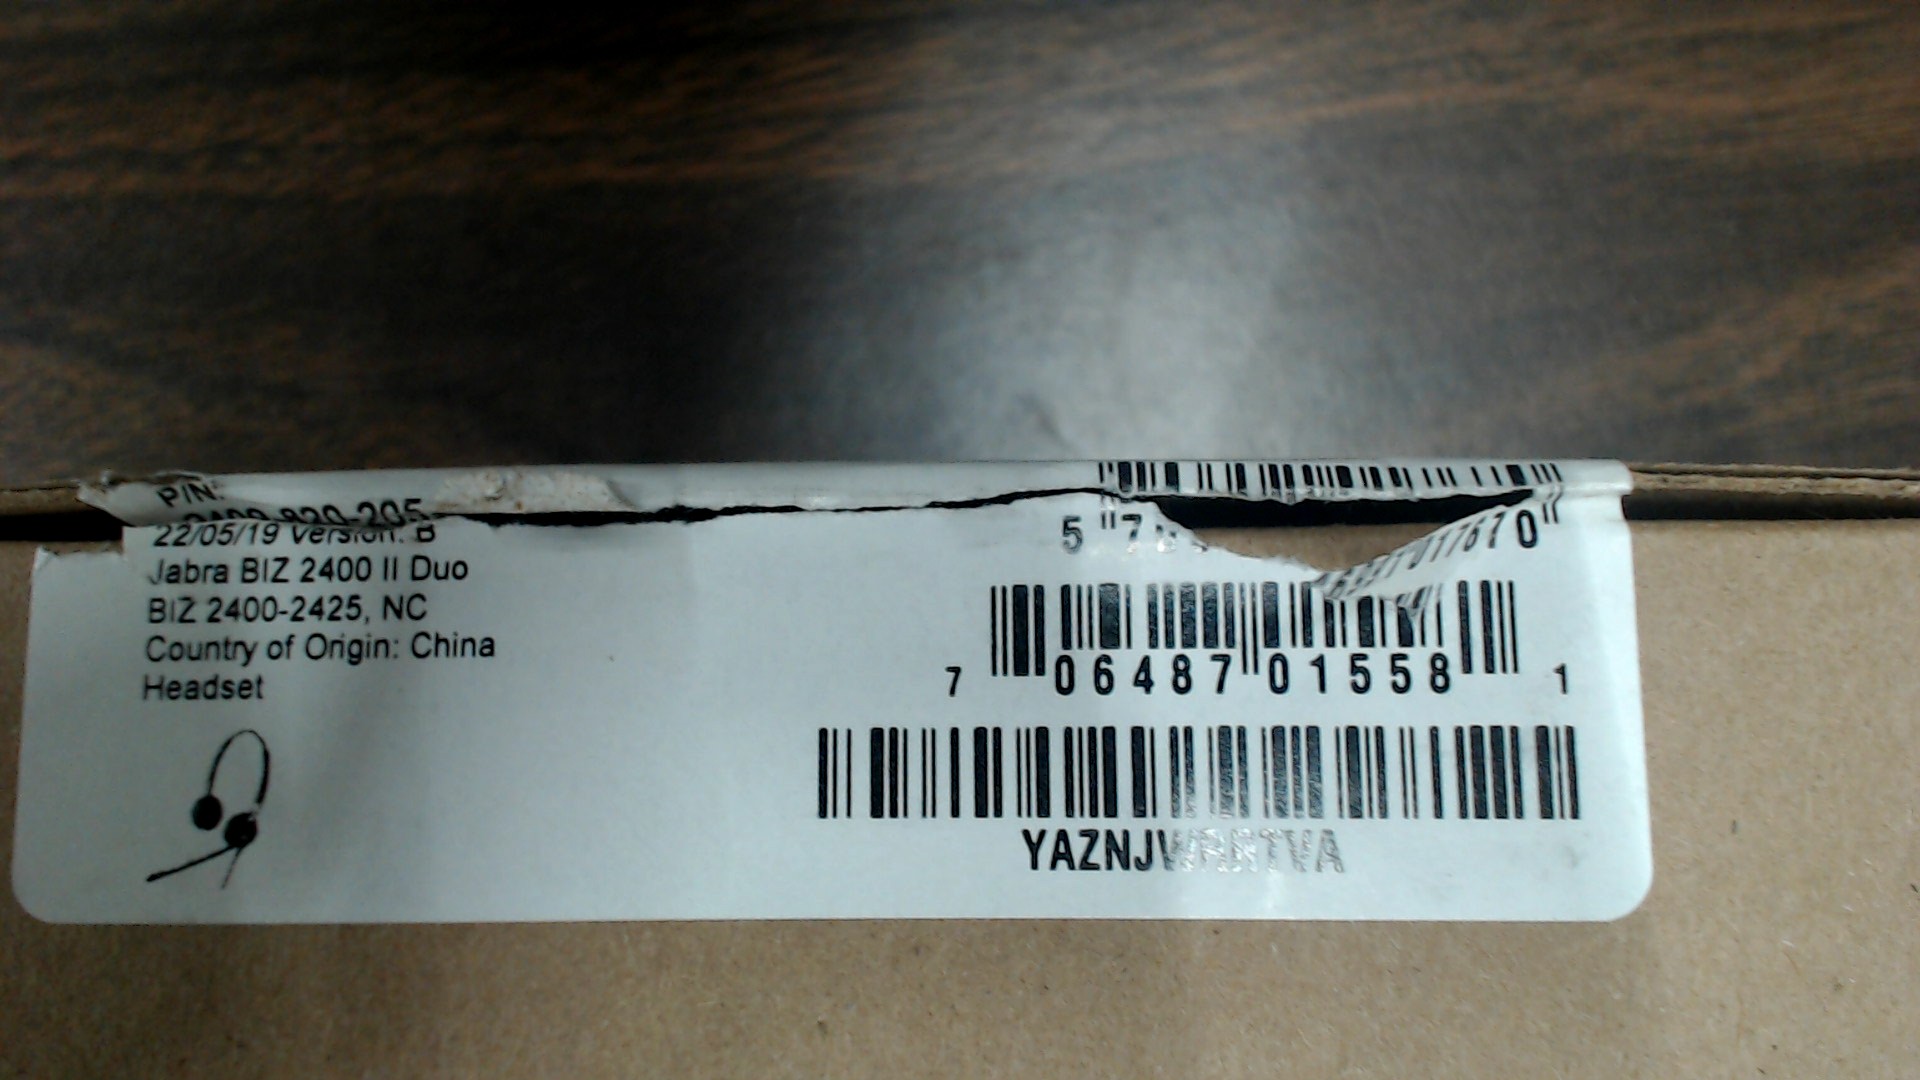 P/N:
22/05/19 Version: B
Jabra BIZ 2400 II Duo
BIZ 2400-2425, NC
Country of Origin: China
Headset
7 06487 01558 1